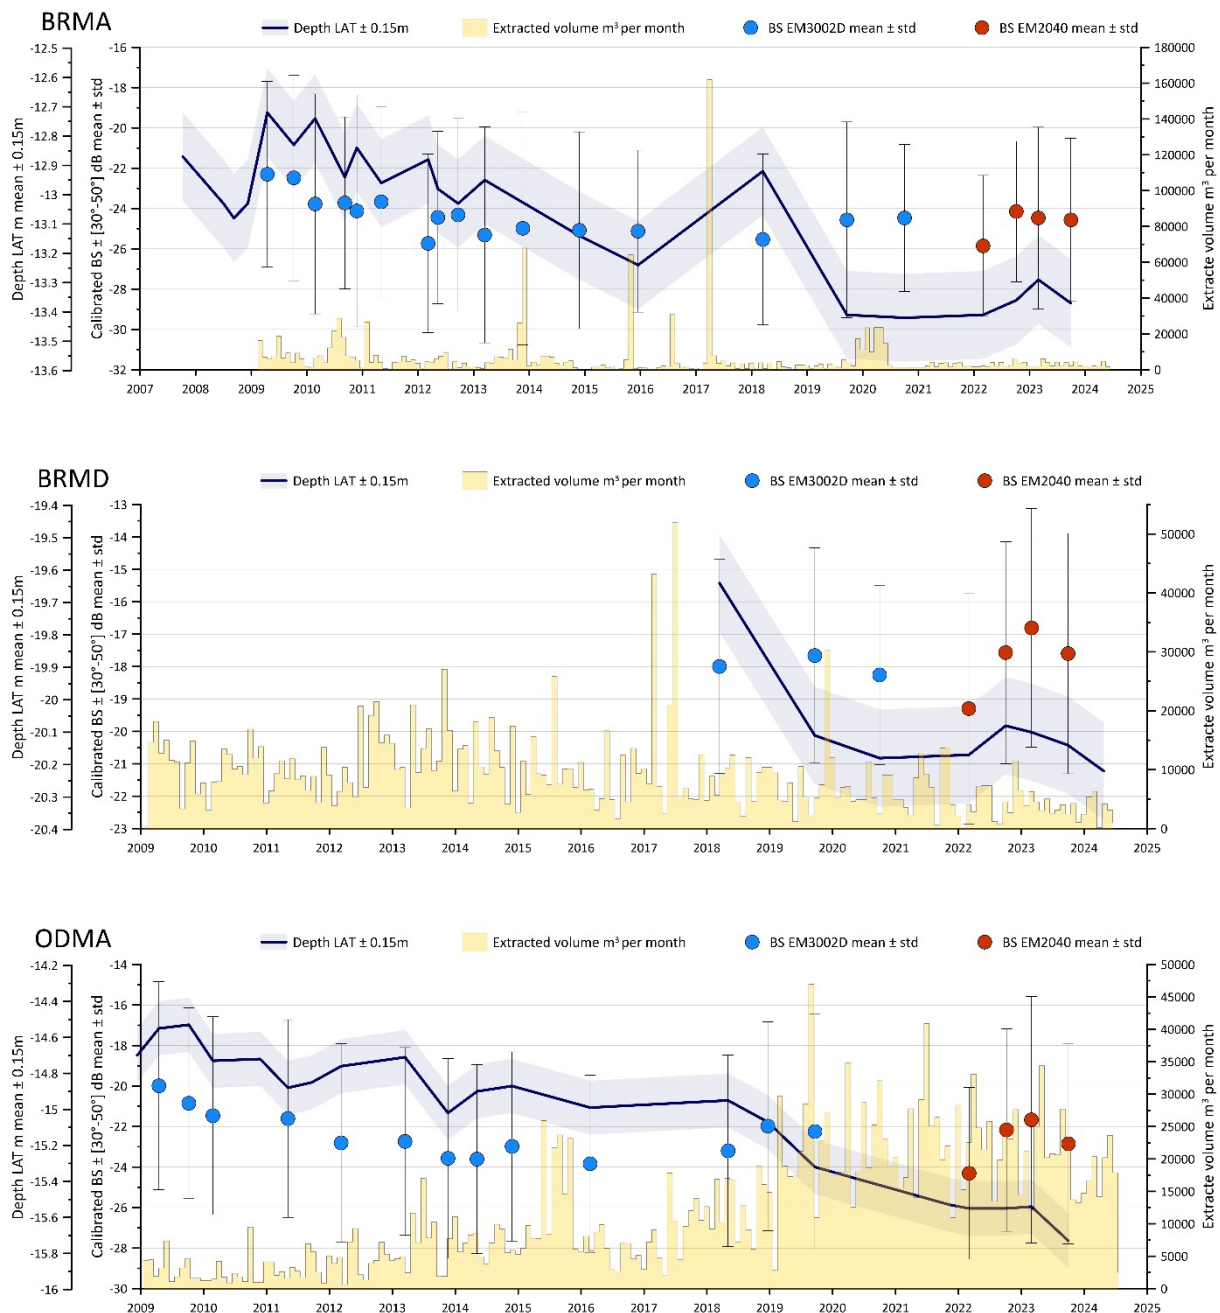 BRMA
Depth LAT ± 0.15m Extracted volume m³ per month BS EM3002D mean ± std BS EM2040 mean ± std
Depth LAT m mean ± 0.15m
-12.5 -12.6 -12.7 -12.8 -12.9 -13 -13.1 -13.2 -13.3 -13.4 -13.5 -13.6
Calibrated BS ± [30°-50°] dB mean ± std
-16 -18 -20 -22 -24 -26 -28 -30 -32
180000 160000 140000 120000 100000 80000 60000 40000 20000 0
Extracte volume m³ per month
2007 2008 2009 2010 2011 2012 2013 2014 2015 2016 2017 2018 2019 2020 2021 2022 2023 2024 2025
BRMD
Depth LAT ± 0.15m Extracted volume m³ per month BS EM3002D mean ± std BS EM2040 mean ± std
Depth LAT m mean ± 0.15m
-19.4 -19.5 -19.6 -19.7 -19.8 -19.9 -20 -20.1 -20.2 -20.3 -20.4
Calibrated BS ± [30°-50°] dB mean ± std
-13 -14 -15 -16 -17 -18 -19 -20 -21 -22 -23
50000 40000 30000 20000 10000 0
Extracte volume m³ per month
2009 2010 2011 2012 2013 2014 2015 2016 2017 2018 2019 2020 2021 2022 2023 2024 2025
ODMA
Depth LAT ± 0.15m Extracted volume m³ per month BS EM3002D mean ± std BS EM2040 mean ± std
Depth LAT m mean ± 0.15m
-14.2 -14.4 -14.6 -14.8 -15 -15.2 -15.4 -15.6 -15.8 -16
Calibrated BS ± [30°-50°] dB mean ± std
-14 -16 -18 -20 -22 -24 -26 -28 -30
50000 45000 40000 35000 30000 25000 20000 15000 10000 5000 0
Extracte volume m³ per month
2009 2010 2011 2012 2013 2014 2015 2016 2017 2018 2019 2020 2021 2022 2023 2024 2025